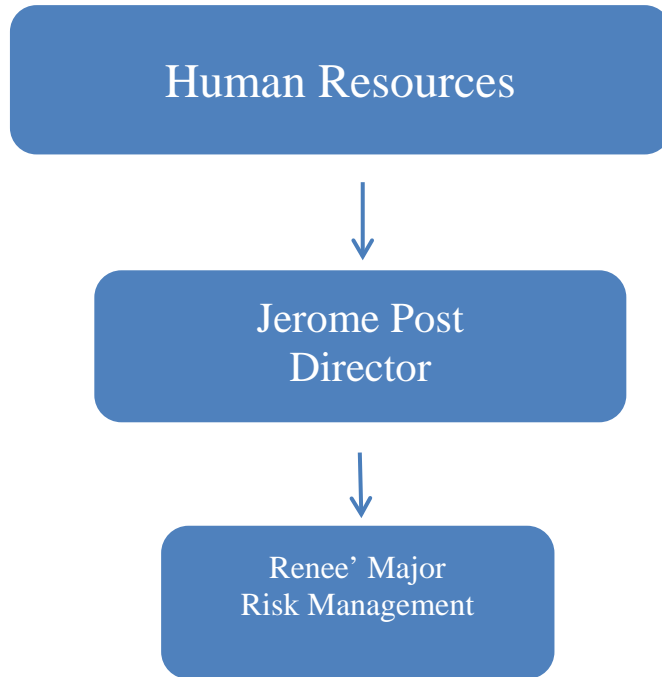 Human Resources
Jerome Post
Director
Renee’ Major
Risk Management